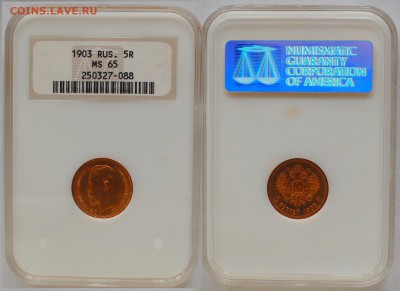 COINS.LAVE.RU
1903 RUS. 5R
MS 65
250327-088
NUMISMATIC
GUARANTY
CORPORATION
OF AMERICA